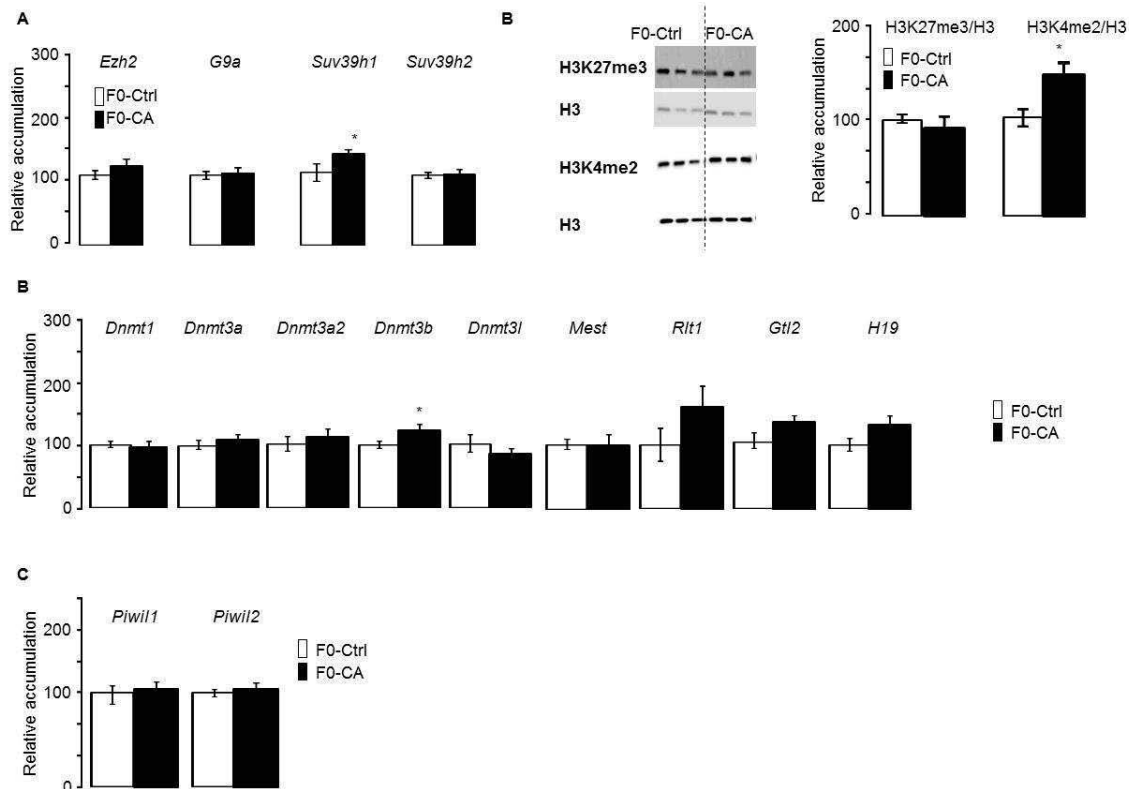 A
Relative accumulation
300
200
150
100
0
Ezh2 G9a Suv39h1 Suv39h2
F0-Ctrl
F0-CA
*
B
F0-Ctrl F0-CA
H3K27me3
H3
H3K4me2
H3
Relative accumulation
200
100
0
H3K27me3/H3 H3K4me2/H3
F0-Ctrl
F0-CA
*
B
Relative accumulation
300
200
150
100
0
Dnmt1 Dnmt3a Dnmt3a2 Dnmt3b Dnmt3l Mest Rlt1 Gtl2 H19
*
F0-Ctrl
F0-CA
C
Relative accumulation
250
100
0
Piwil1 Piwil2
F0-Ctrl
F0-CA